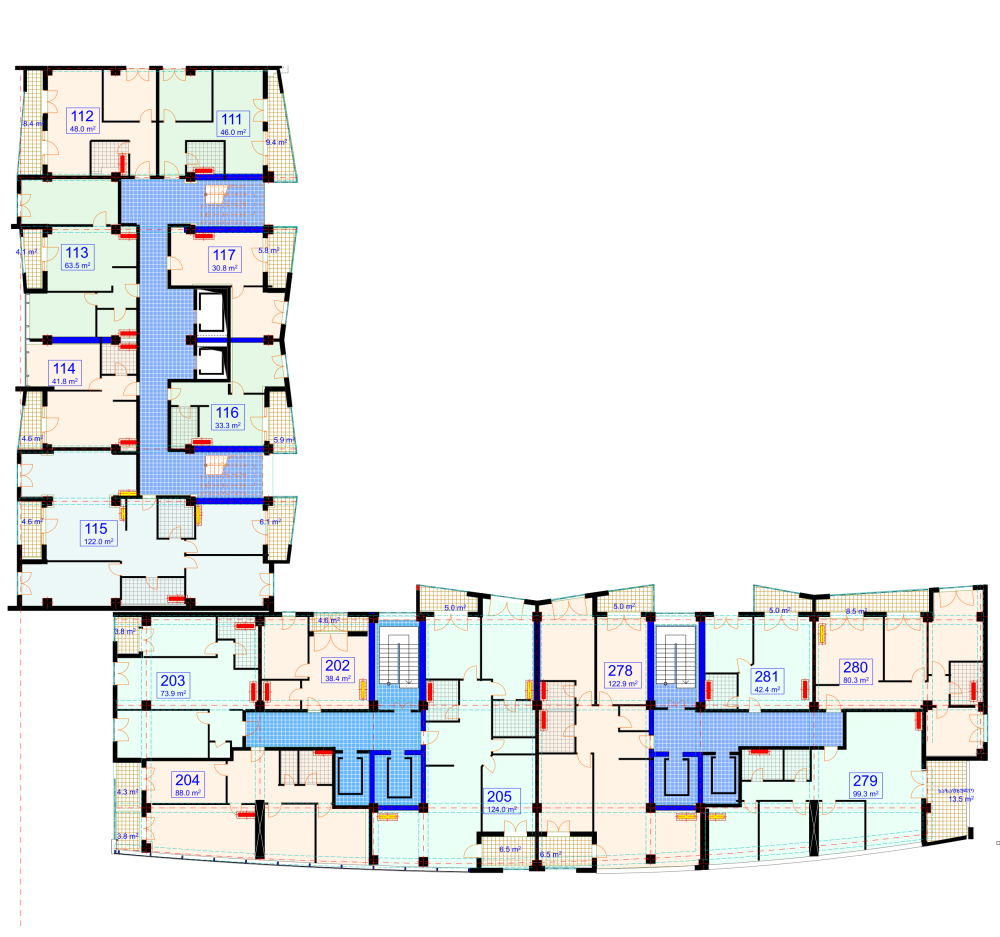 112
48.0 m²
8.4 m
111
46.0 m²
9.4 m²
113
63.5 m²
4.1 m²
117
30.8 m²
5.8 m²
114
41.8 m²
4.6 m²
116
33.3 m²
5.9 m²
115
122.0 m²
4.6 m²
6.1 m²
5.0 m²
5.0 m²
5.0 m²
8.5 m²
3.8 m²
4.6 m²
203
73.9 m²
202
38.4 m²
278
122.9 m²
281
42.4 m²
280
80.3 m²
204
88.0 m²
4.3 m²
3.8 m²
205
124.0 m²
279
99.3 m²
13.5 m²
6.5 m²
6.5 m²